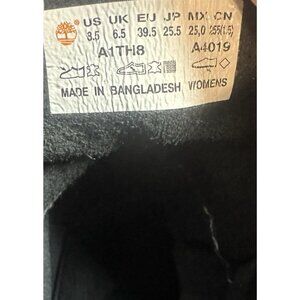 US UK EU JP MX CN
8.5 6.5 39.5 25.5 25,0 255(1.5)
A1TH8 A4019
MADE IN BANGLADESH WOMENS